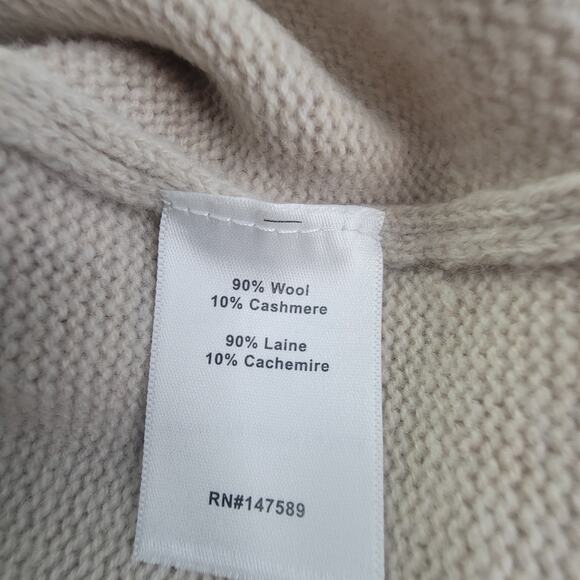 90% Wool
10% Cashmere
90% Laine
10% Cachemire
RN#147589